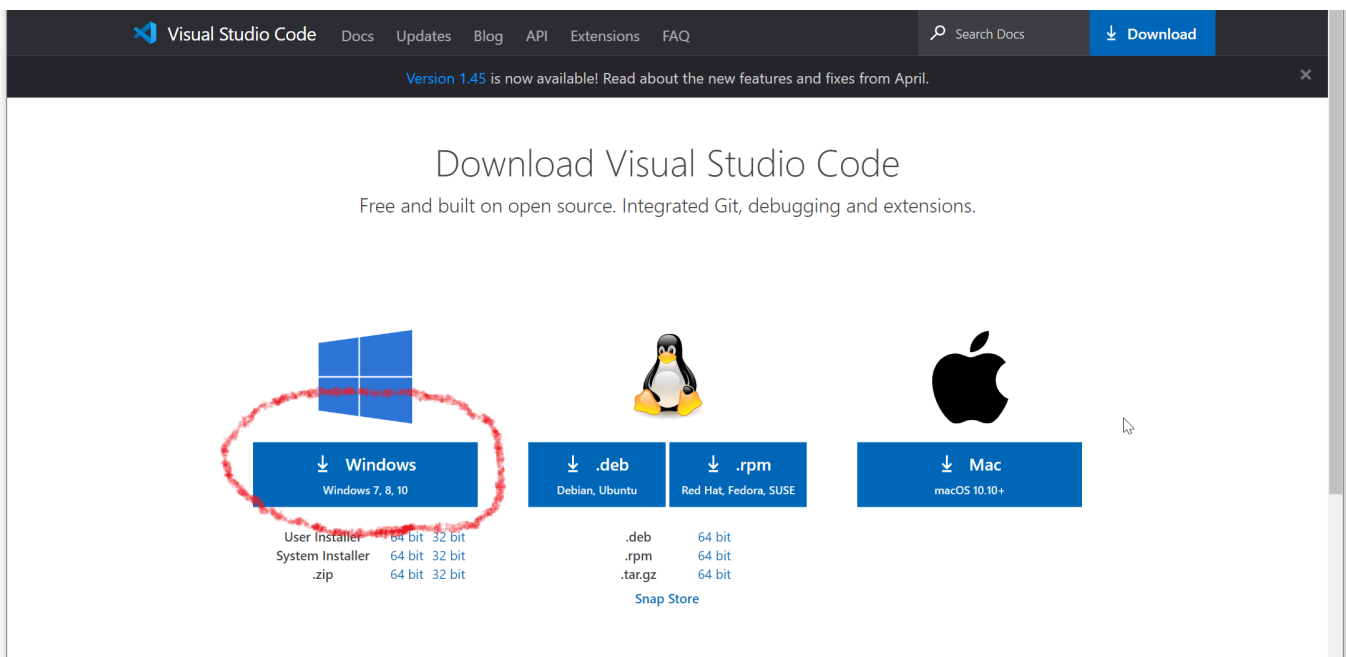 Visual Studio Code Docs Updates Blog API Extensions FAQ Search Docs Download
Version 1.45 is now available! Read about the new features and fixes from April.
Download Visual Studio Code
Free and built on open source. Integrated Git, debugging and extensions.
Windows
Windows 7, 8, 10
.deb
Debian, Ubuntu
.rpm
Red Hat, Fedora, SUSE
Mac
macOS 10.10+
User Installer 64 bit 32 bit
System Installer 64 bit 32 bit
.zip 64 bit 32 bit
.deb 64 bit
.rpm 64 bit
.tar.gz 64 bit
Snap Store